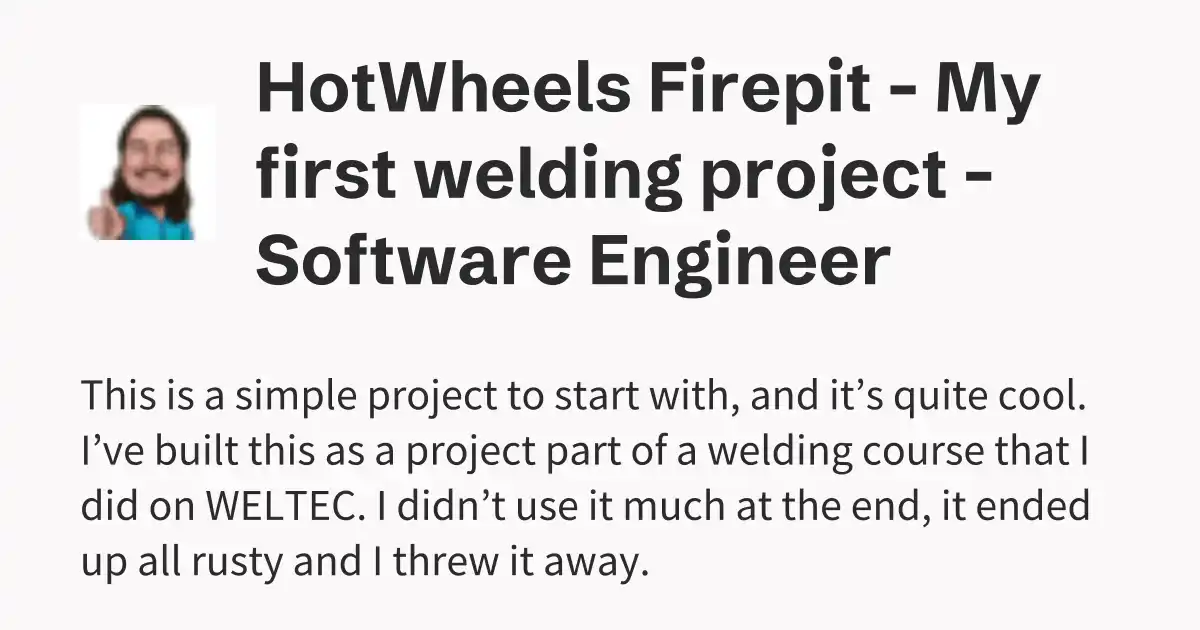 HotWheels Firepit - My
first welding project -
Software Engineer
This is a simple project to start with, and it’s quite cool.
I’ve built this as a project part of a welding course that I
did on WELTEC. I didn’t use it much at the end, it ended
up all rusty and I threw it away.